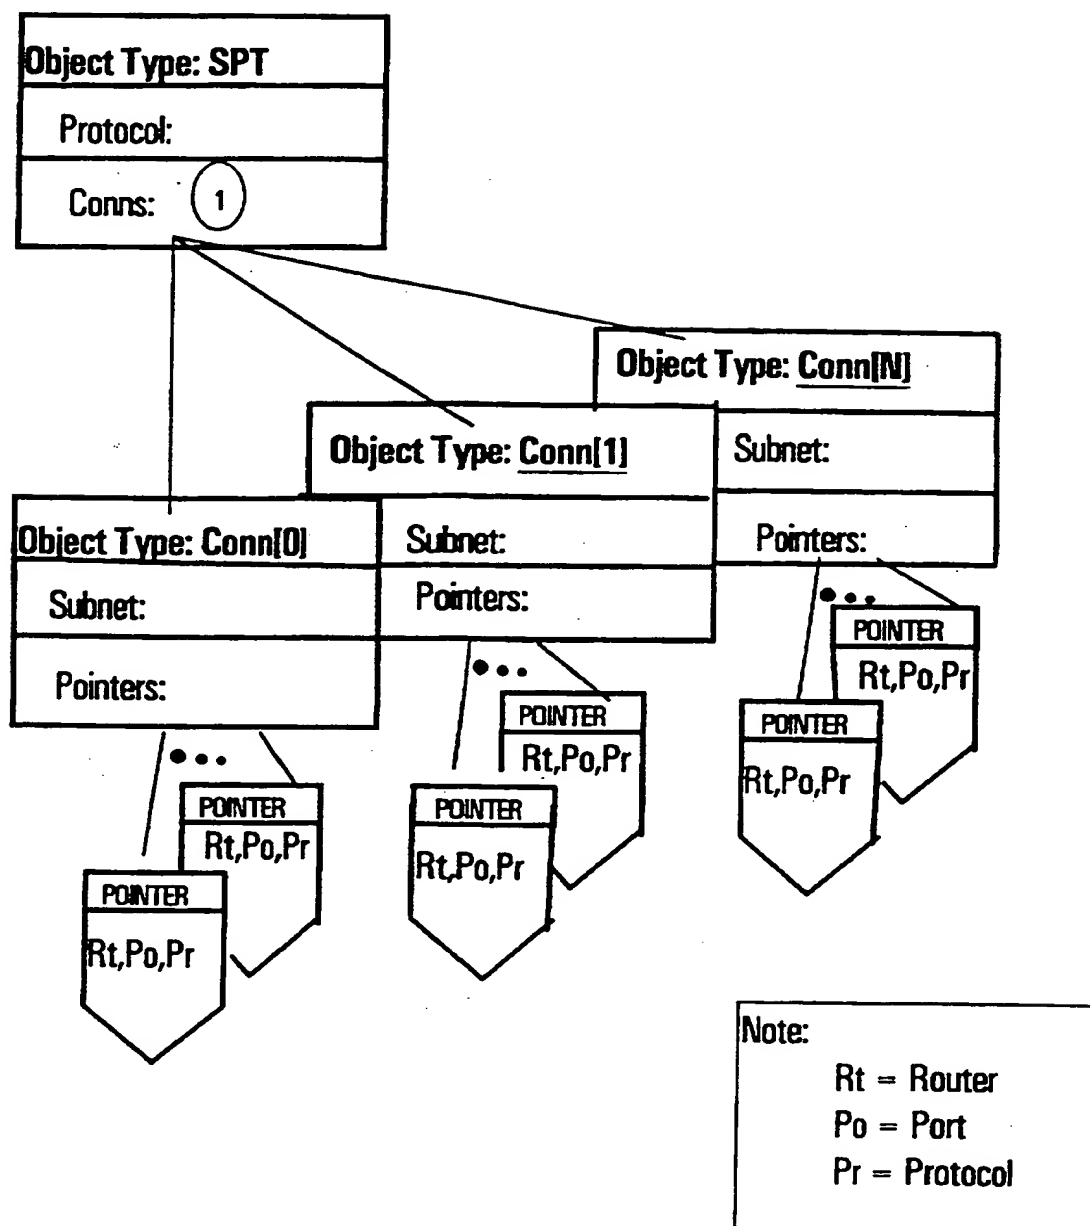 Object Type: SPT
Protocol:
Conns: 1
Object Type: Conn[N]
Subnet:
Pointers:
Object Type: Conn[1]
Subnet:
Pointers:
Object Type: Conn[0]
Subnet:
Pointers:
POINTER
Rt,Po,Pr
POINTER
Rt,Po,Pr
POINTER
Rt,Po,Pr
POINTER
Rt,Po,Pr
POINTER
Rt,Po,Pr
POINTER
Rt,Po,Pr
Note:
Rt = Router
Po = Port
Pr = Protocol